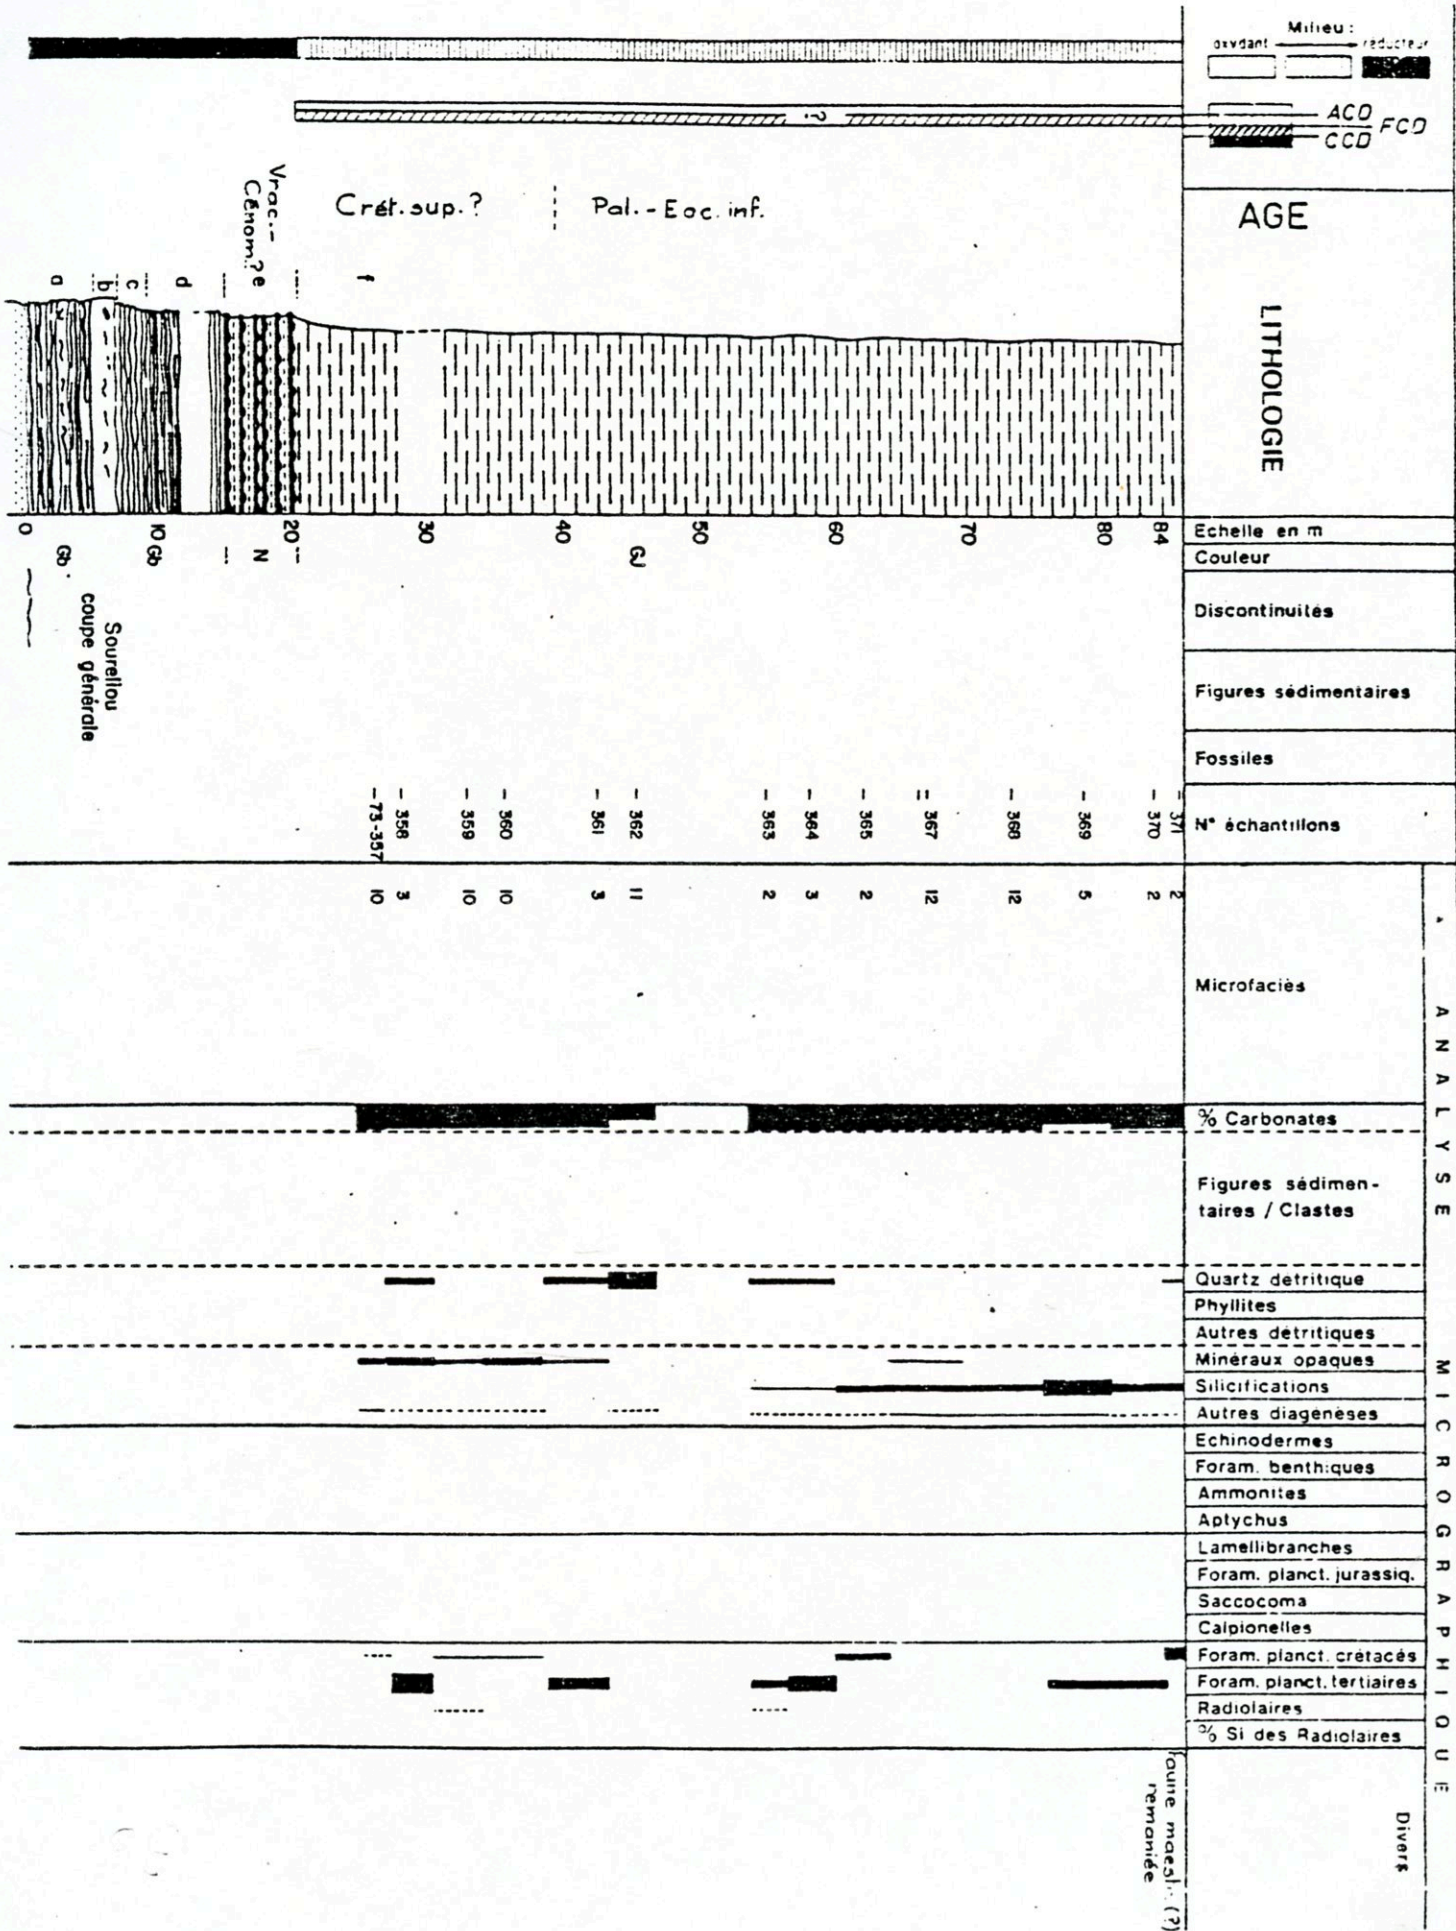 Milieu :
oxydant réducteur
ACD
FCD
CCD
?
AGE
Vrac.-
Cénom.?
Crét. sup. ?
Pal. - Eoc. inf.
a
b
c
d
e
f
LITHOLOGIE
0
10
20
30
40
50
60
70
80
84
Echelle en m
Gb
Gb
N
Couleur
Discontinuités
Sourellou
coupe générale
Figures sédimentaires
Fossiles
- 73-357
- 358
- 359
- 360
- 361
- 362
- 363
- 364
- 365
- 367
- 368
- 369
- 370
- 371
N° échantillons
10
3
10
10
3
11
2
3
2
12
12
5
2
2
Microfaciès
ANALYSE MICROGRAPHIQUE
% Carbonates
Figures sédimen-
taires / Clastes
Quartz détritique
Phyllites
Autres détritiques
Minéraux opaques
Silicifications
Autres diagenèses
Echinodermes
Foram. benthiques
Ammonites
Aptychus
Lamellibranches
Foram. planct. jurassiq.
Saccocoma
Calpionelles
Foram. planct. crétacés
Foram. planct. tertiaires
Radiolaires
% Si des Radiolaires
Divers
faune maestr. (?)
remaniée